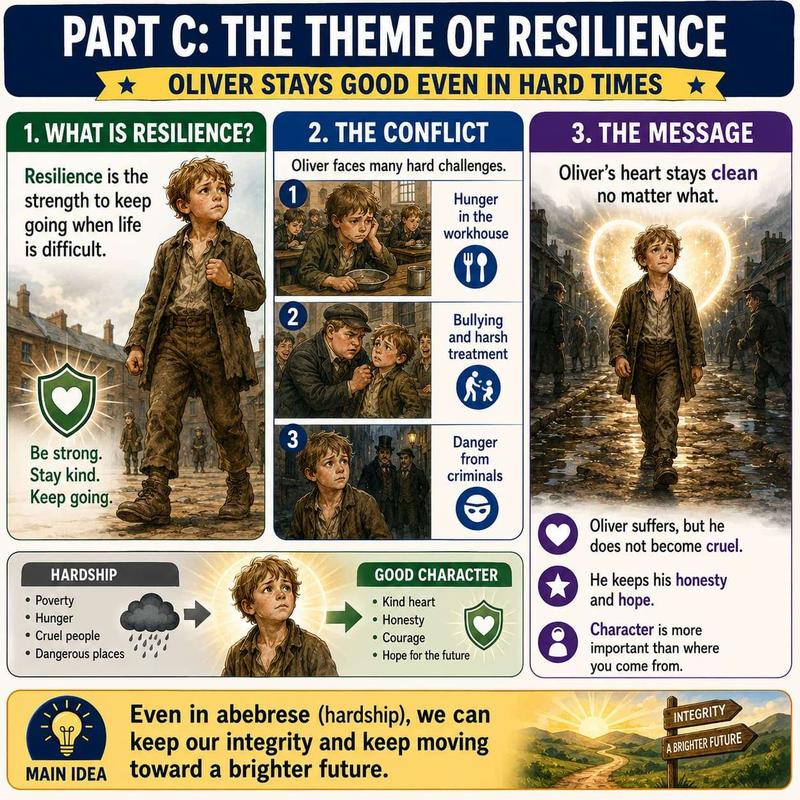 PART C: THE THEME OF RESILIENCE
OLIVER STAYS GOOD EVEN IN HARD TIMES
1. WHAT IS RESILIENCE?
Resilience is the
strength to keep
going when life
is difficult.
Be strong.
Stay kind.
Keep going.
2. THE CONFLICT
Oliver faces many hard challenges.
1
Hunger
in the
workhouse
2
Bullying
and harsh
treatment
3
Danger
from
criminals
3. THE MESSAGE
Oliver's heart stays clean
no matter what.
Oliver suffers, but he
does not become cruel.
He keeps his honesty
and hope.
Character is more
important than where
you come from.
HARDSHIP
• Poverty
• Hunger
• Cruel people
• Dangerous places
GOOD CHARACTER
• Kind heart
• Honesty
• Courage
• Hope for the future
MAIN IDEA
Even in abebrese (hardship), we can
keep our integrity and keep moving
toward a brighter future.
INTEGRITY
A BRIGHTER FUTURE